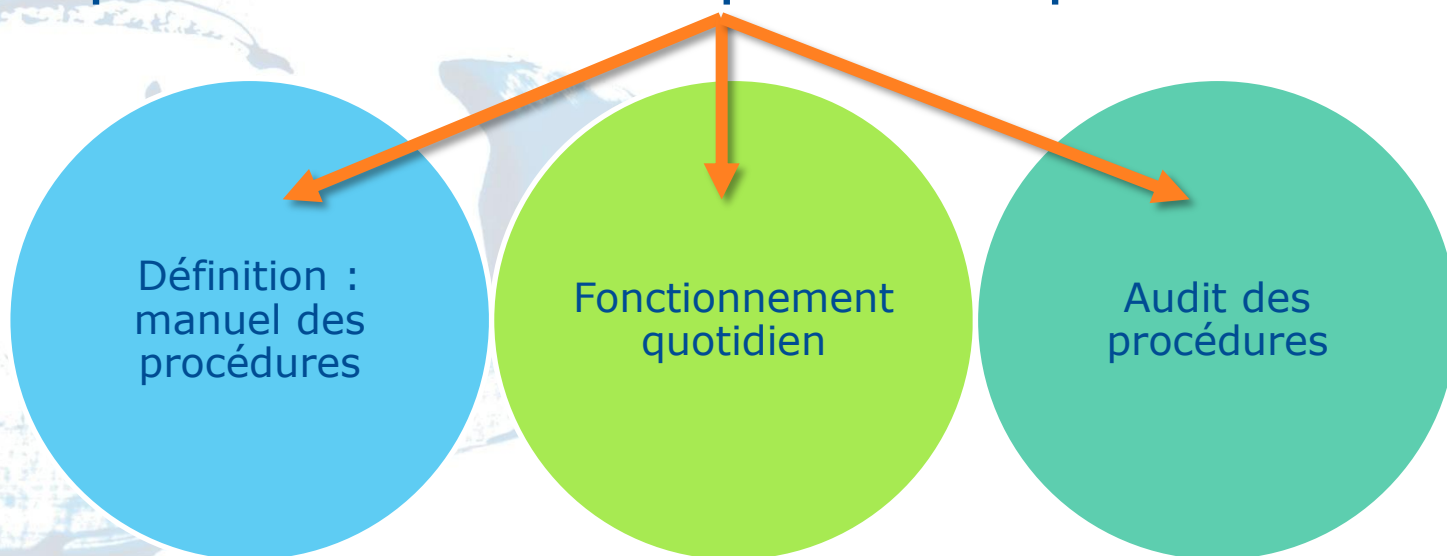 Définition :
manuel des
procédures
Fonctionnement
quotidien
Audit des
procédures